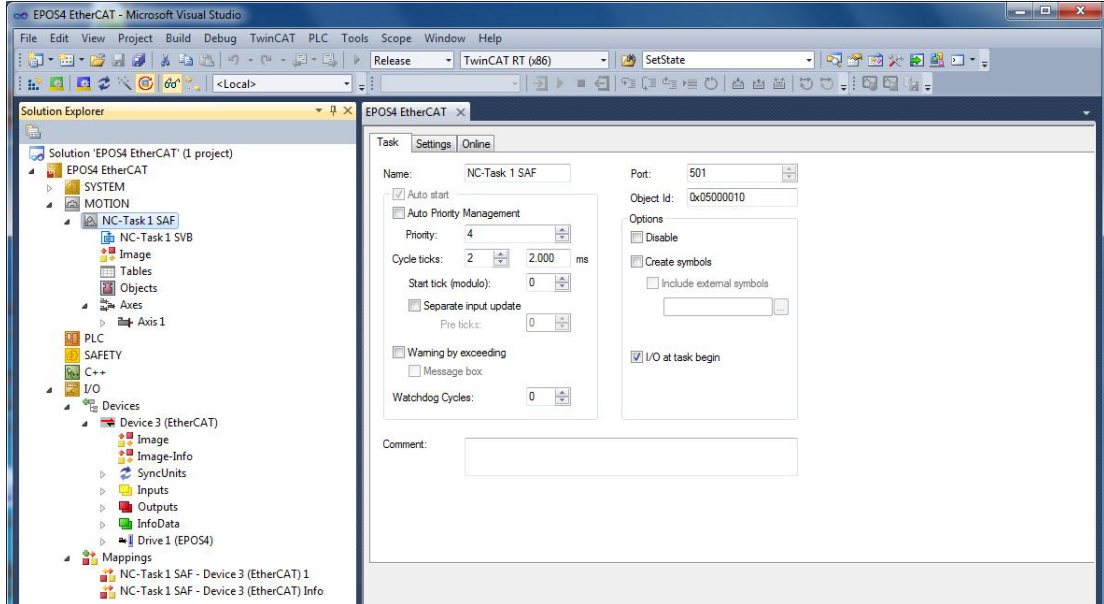 EPOS4 EtherCAT - Microsoft Visual Studio
File Edit View Project Build Debug TwinCAT PLC Tools Scope Window Help
Release TwinCAT RT (x86) SetState
<Local>
Solution Explorer
EPOS4 EtherCAT
Solution 'EPOS4 EtherCAT' (1 project)
EPOS4 EtherCAT
SYSTEM
MOTION
NC-Task 1 SAF
NC-Task 1 SVB
Image
Tables
Objects
Axes
Axis 1
PLC
SAFETY
C++
I/O
Devices
Device 3 (EtherCAT)
Image
Image-Info
SyncUnits
Inputs
Outputs
InfoData
Drive 1 (EPOS4)
Mappings
NC-Task 1 SAF - Device 3 (EtherCAT) 1
NC-Task 1 SAF - Device 3 (EtherCAT) Info
Task Settings Online
Name: NC-Task 1 SAF
Auto start
Auto Priority Management
Priority: 4
Cycle ticks: 2 2.000 ms
Start tick (modulo): 0
Separate input update
Pre ticks: 0
Warning by exceeding
Message box
Watchdog Cycles: 0
Port: 501
Object Id: 0x05000010
Options
Disable
Create symbols
Include external symbols
...
I/O at task begin
Comment: